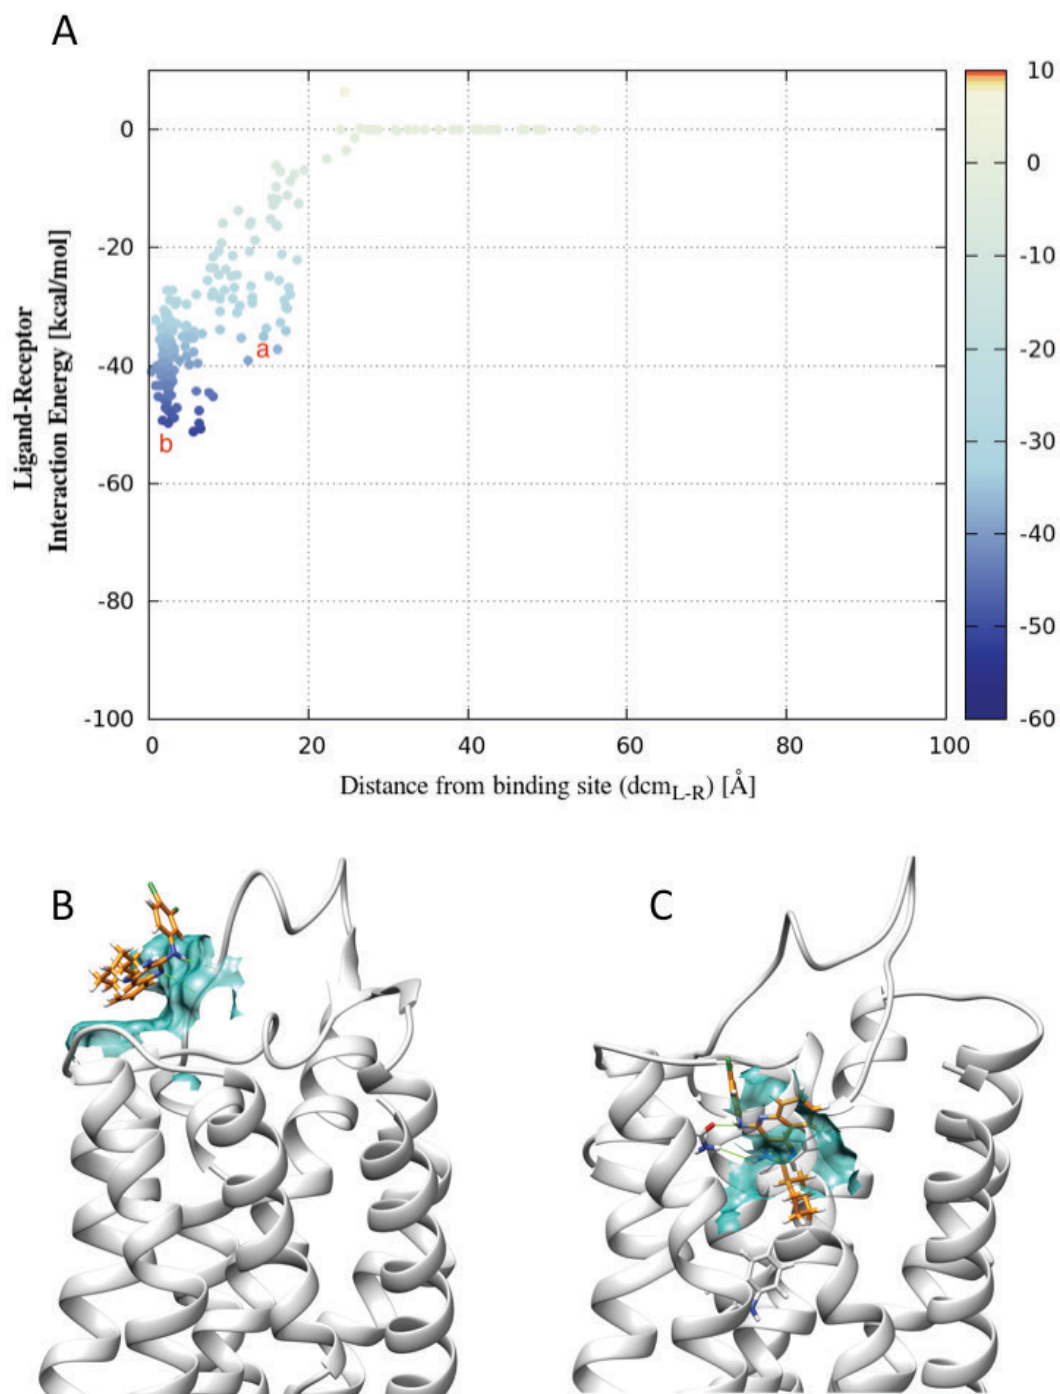 A
Ligand-Receptor
Interaction Energy [kcal/mol]
0
-20
-40
-60
-80
-100
a
b
0 20 40 60 80 100
Distance from binding site (dcmL-R) [Å]
10
0
-10
-20
-30
-40
-50
-60
B
C